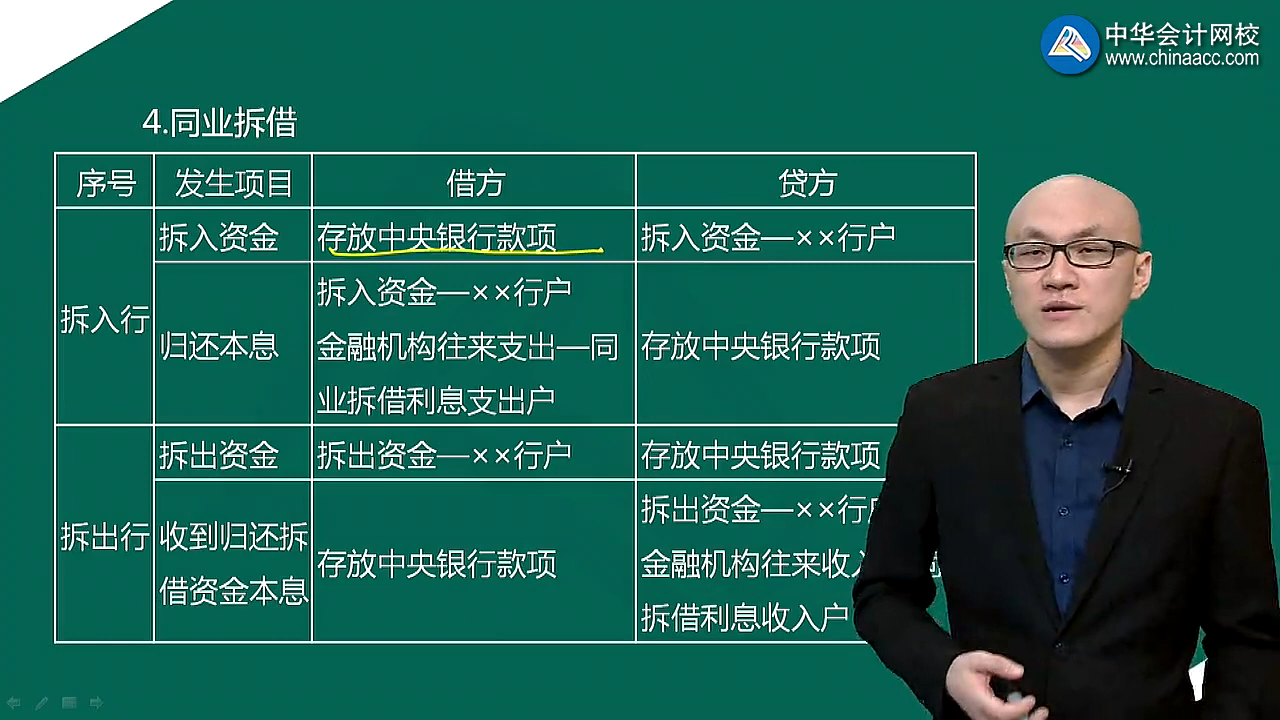 中华会计网校
www.chinaacc.com
4.同业拆借
序号 发生项目 借方 贷方
拆入行
拆入资金 存放中央银行款项 拆入资金—××行户
归还本息
拆入资金—××行户
金融机构往来支出—同
业拆借利息支出户
存放中央银行款项
拆出行
拆出资金 拆出资金—××行户 存放中央银行款项
收到归还拆
借资金本息
存放中央银行款项
拆出资金—××行
金融机构往来收
拆借利息收入户